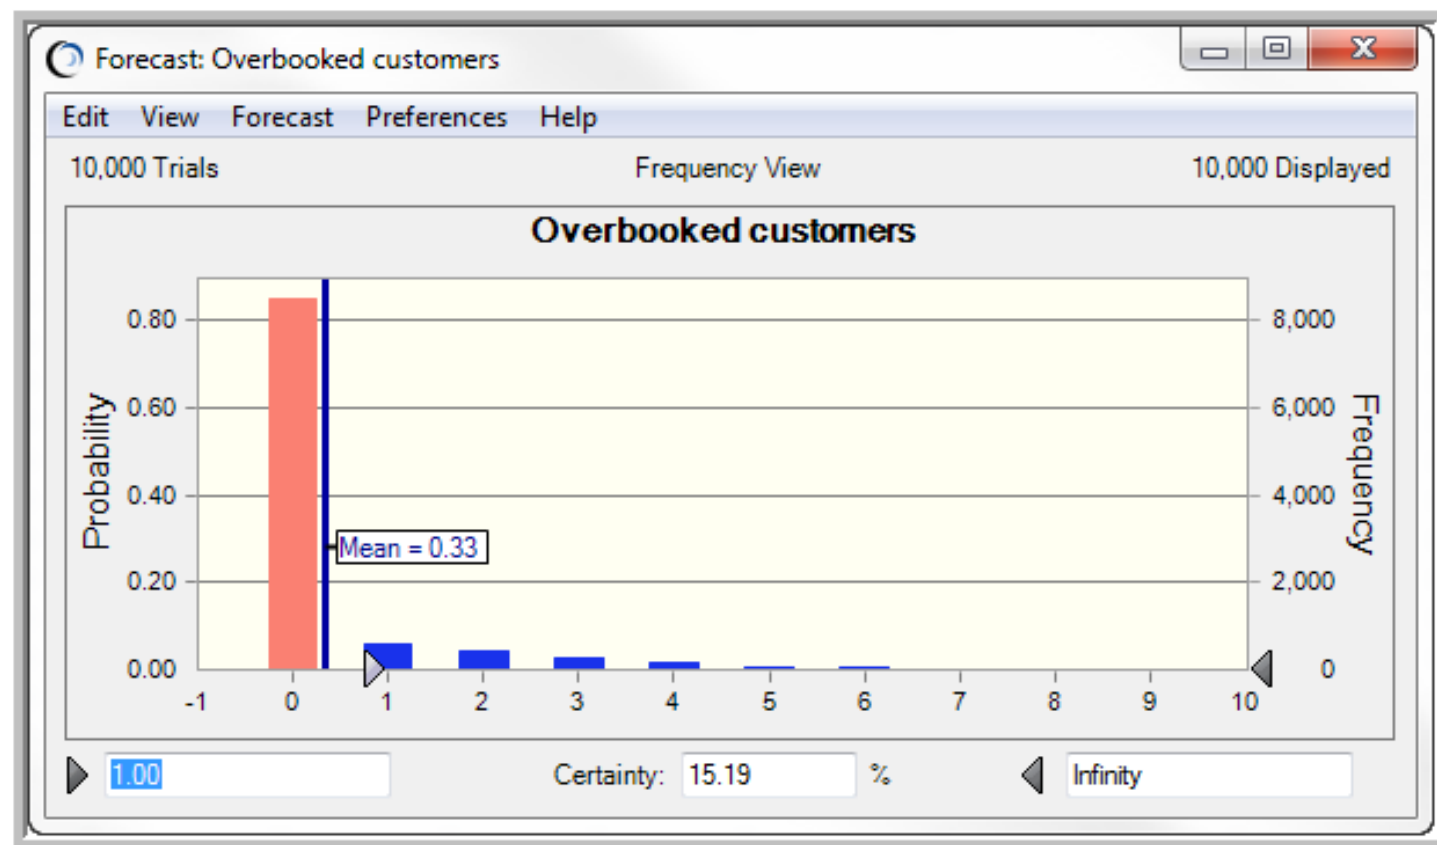 Forecast: Overbooked customers
Edit View Forecast Preferences Help
10,000 Trials Frequency View 10,000 Displayed
Overbooked customers
Probability
0.80
0.60
0.40
0.20
0.00
Mean = 0.33
8,000
6,000
4,000
2,000
0
Frequency
-1 0 1 2 3 4 5 6 7 8 9 10
1.00 Certainty: 15.19 % Infinity